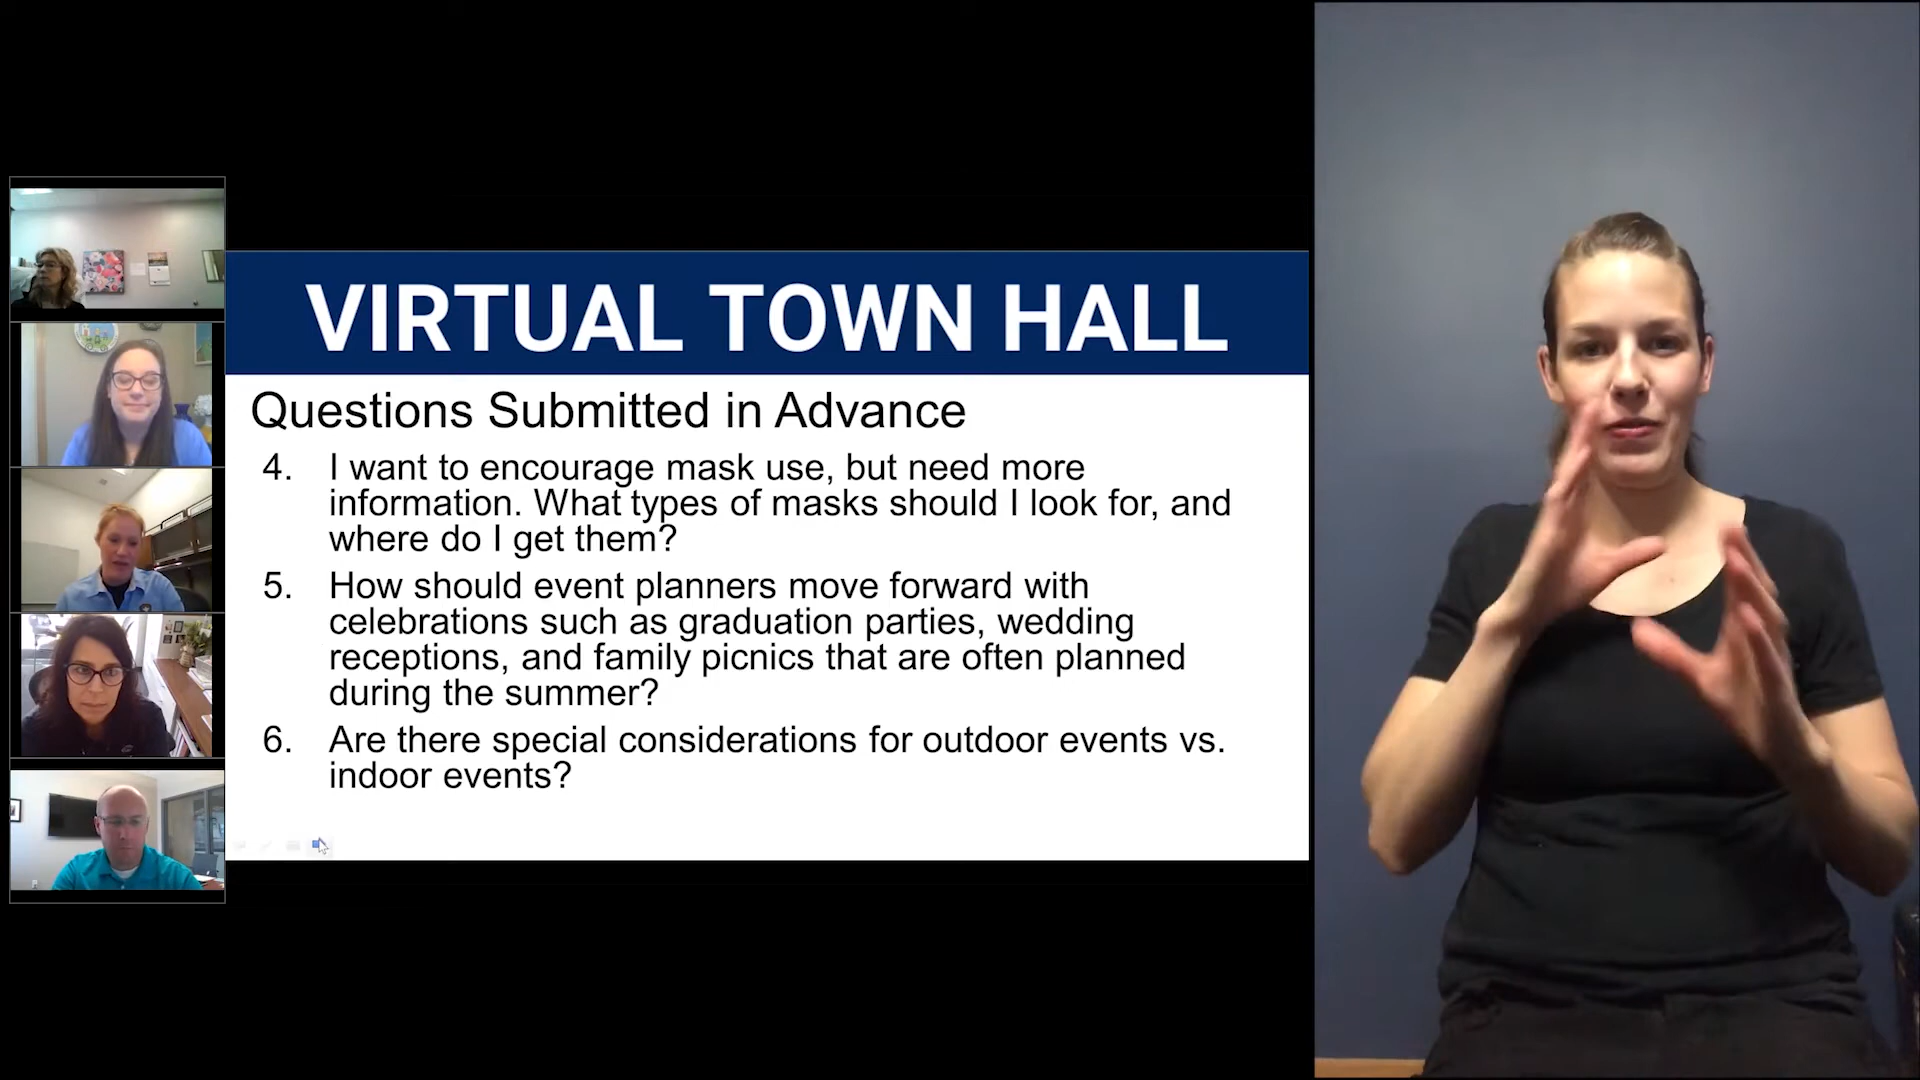 VIRTUAL TOWN HALL
Questions Submitted in Advance
4. I want to encourage mask use, but need more
information. What types of masks should I look for, and
where do I get them?
5. How should event planners move forward with
celebrations such as graduation parties, wedding
receptions, and family picnics that are often planned
during the summer?
6. Are there special considerations for outdoor events vs.
indoor events?